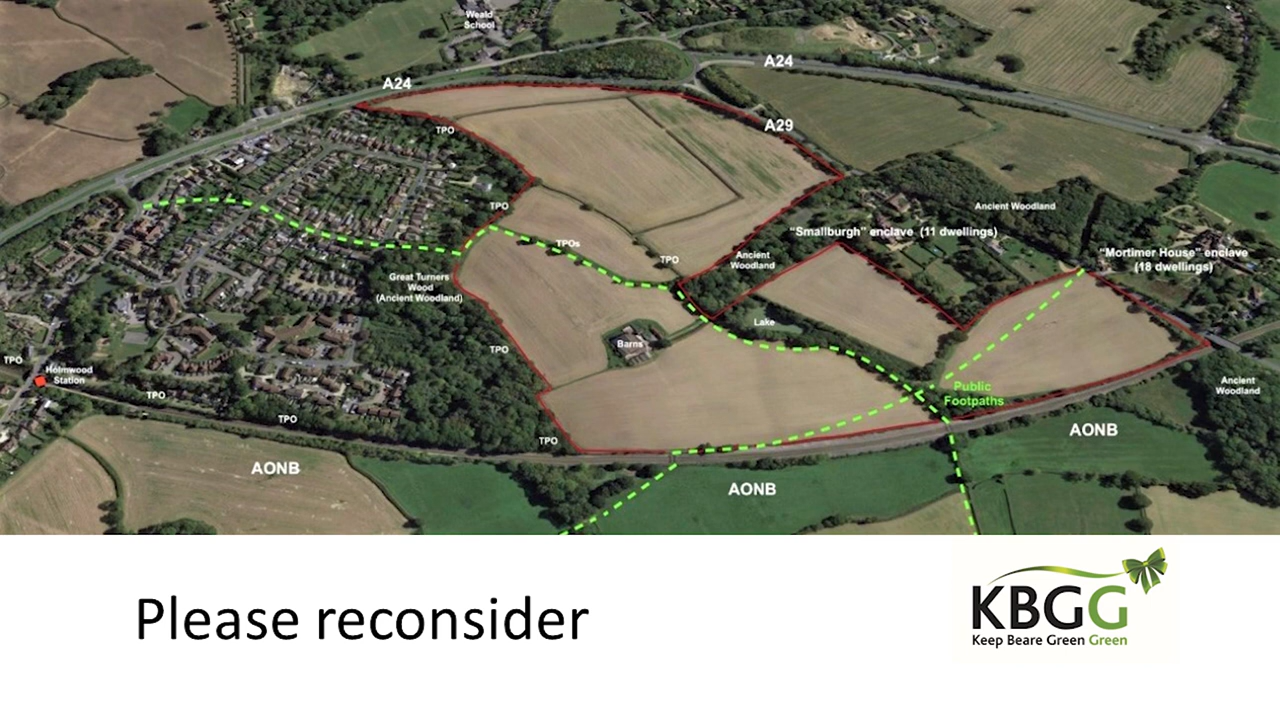 Weald
School
A24
A24
A29
TPO
TPO
Ancient Woodland
"Smallburgh" enclave (11 dwellings)
TPOs
"Mortimer House" enclave
(18 dwellings)
TPO
Ancient
Woodland
Great Turners
Wood
(Ancient Woodland)
Lake
Barns
TPO
TPO
Holmwood
Station
TPO
Public
Footpaths
Ancient
Woodland
TPO
TPO
AONB
AONB
AONB
Please reconsider
KBGG
Keep Beare Green Green